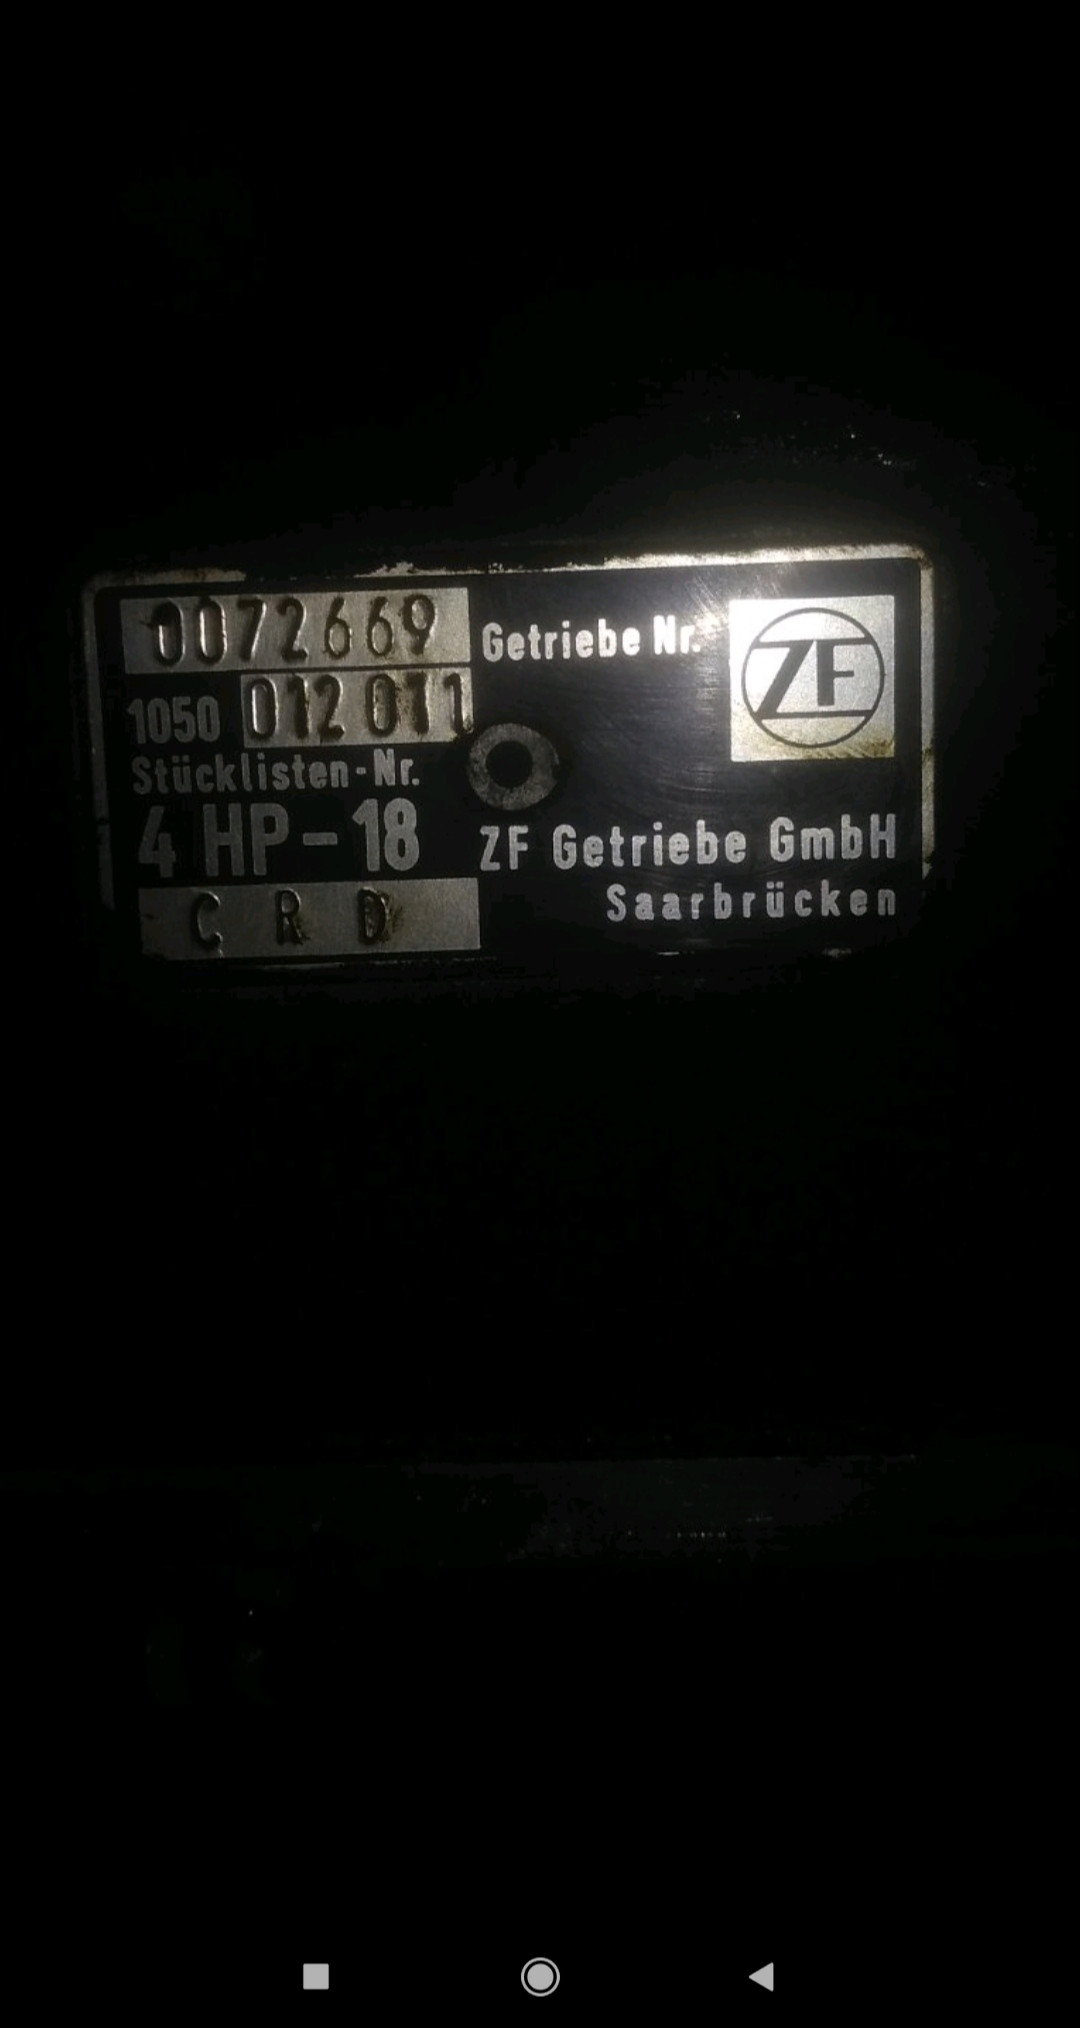 0072669 Getriebe Nr.
ZF
1050 012 011
Stücklisten-Nr.
4 HP-18 ZF Getriebe GmbH
Saarbrücken
C R D